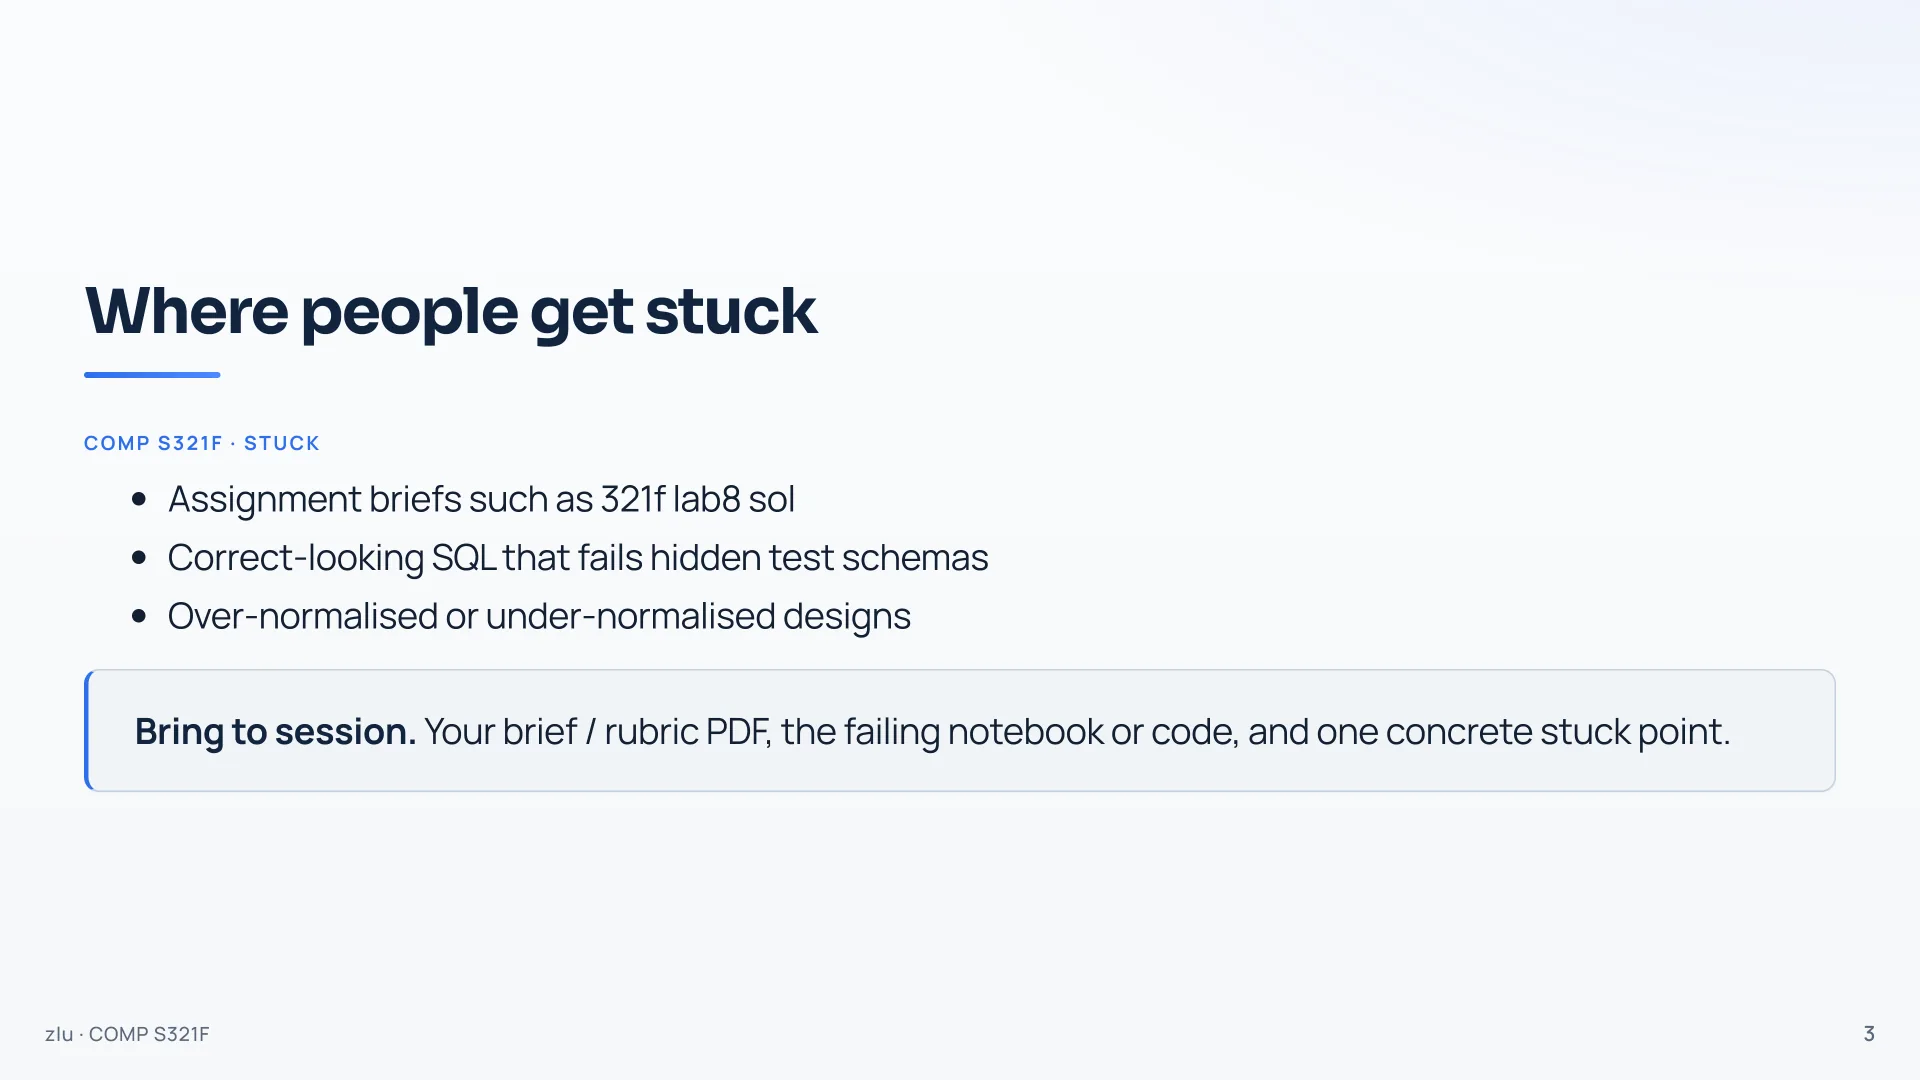 Where people get stuck
COMP S321F · STUCK
• Assignment briefs such as 321f lab8 sol
• Correct-looking SQL that fails hidden test schemas
• Over-normalised or under-normalised designs
Bring to session. Your brief / rubric PDF, the failing notebook or code, and one concrete stuck point.
zlu · COMP S321F
3